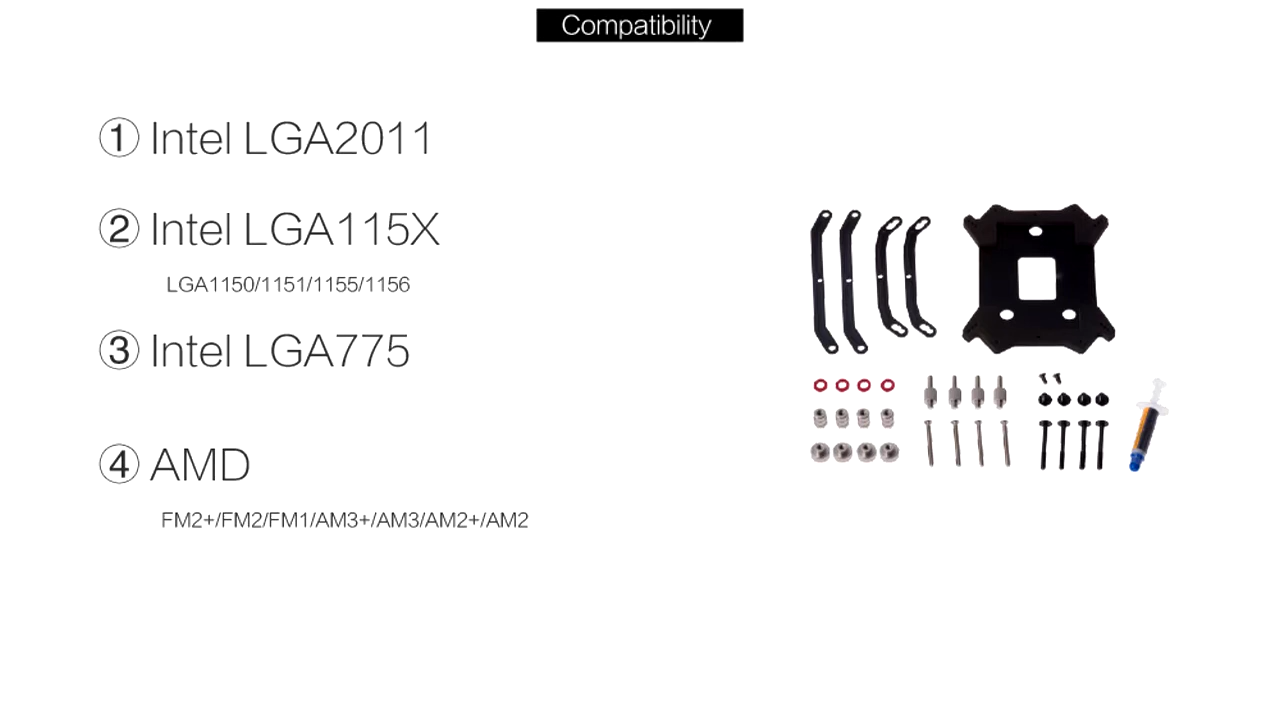 Compatibility
① Intel LGA2011
② Intel LGA115X
LGA1150/1151/1155/1156
③ Intel LGA775
④ AMD
FM2+/FM2/FM1/AM3+/AM3/AM2+/AM2